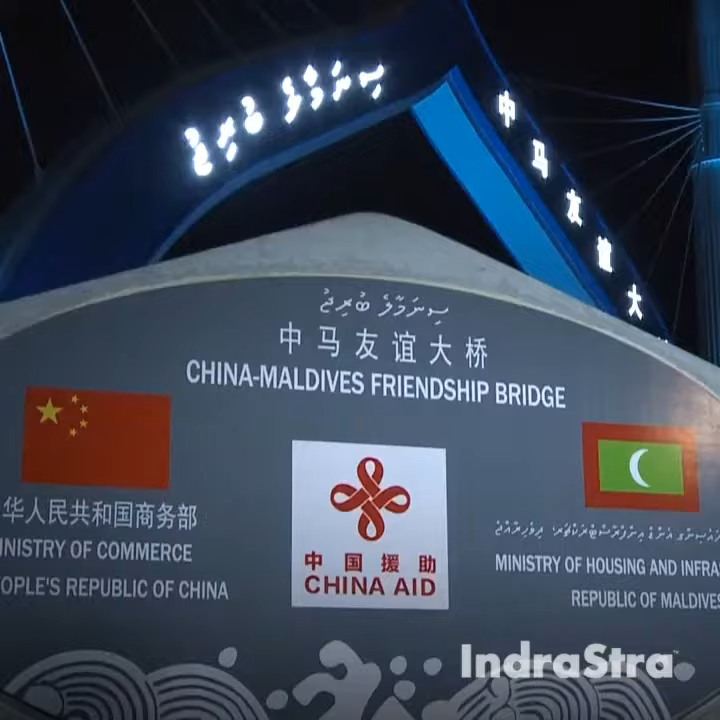 ސިނަމާލެ ބްރިޖު
中马友谊大
ސިނަމާލެ ބުރިޖު
中马友谊大桥
CHINA-MALDIVES FRIENDSHIP BRIDGE
华人民共和国商务部
INISTRY OF COMMERCE
OPLE'S REPUBLIC OF CHINA
中国援助
CHINA AID
MINISTRY OF HOUSING AND INFRAS
REPUBLIC OF MALDIVES
IndraStra